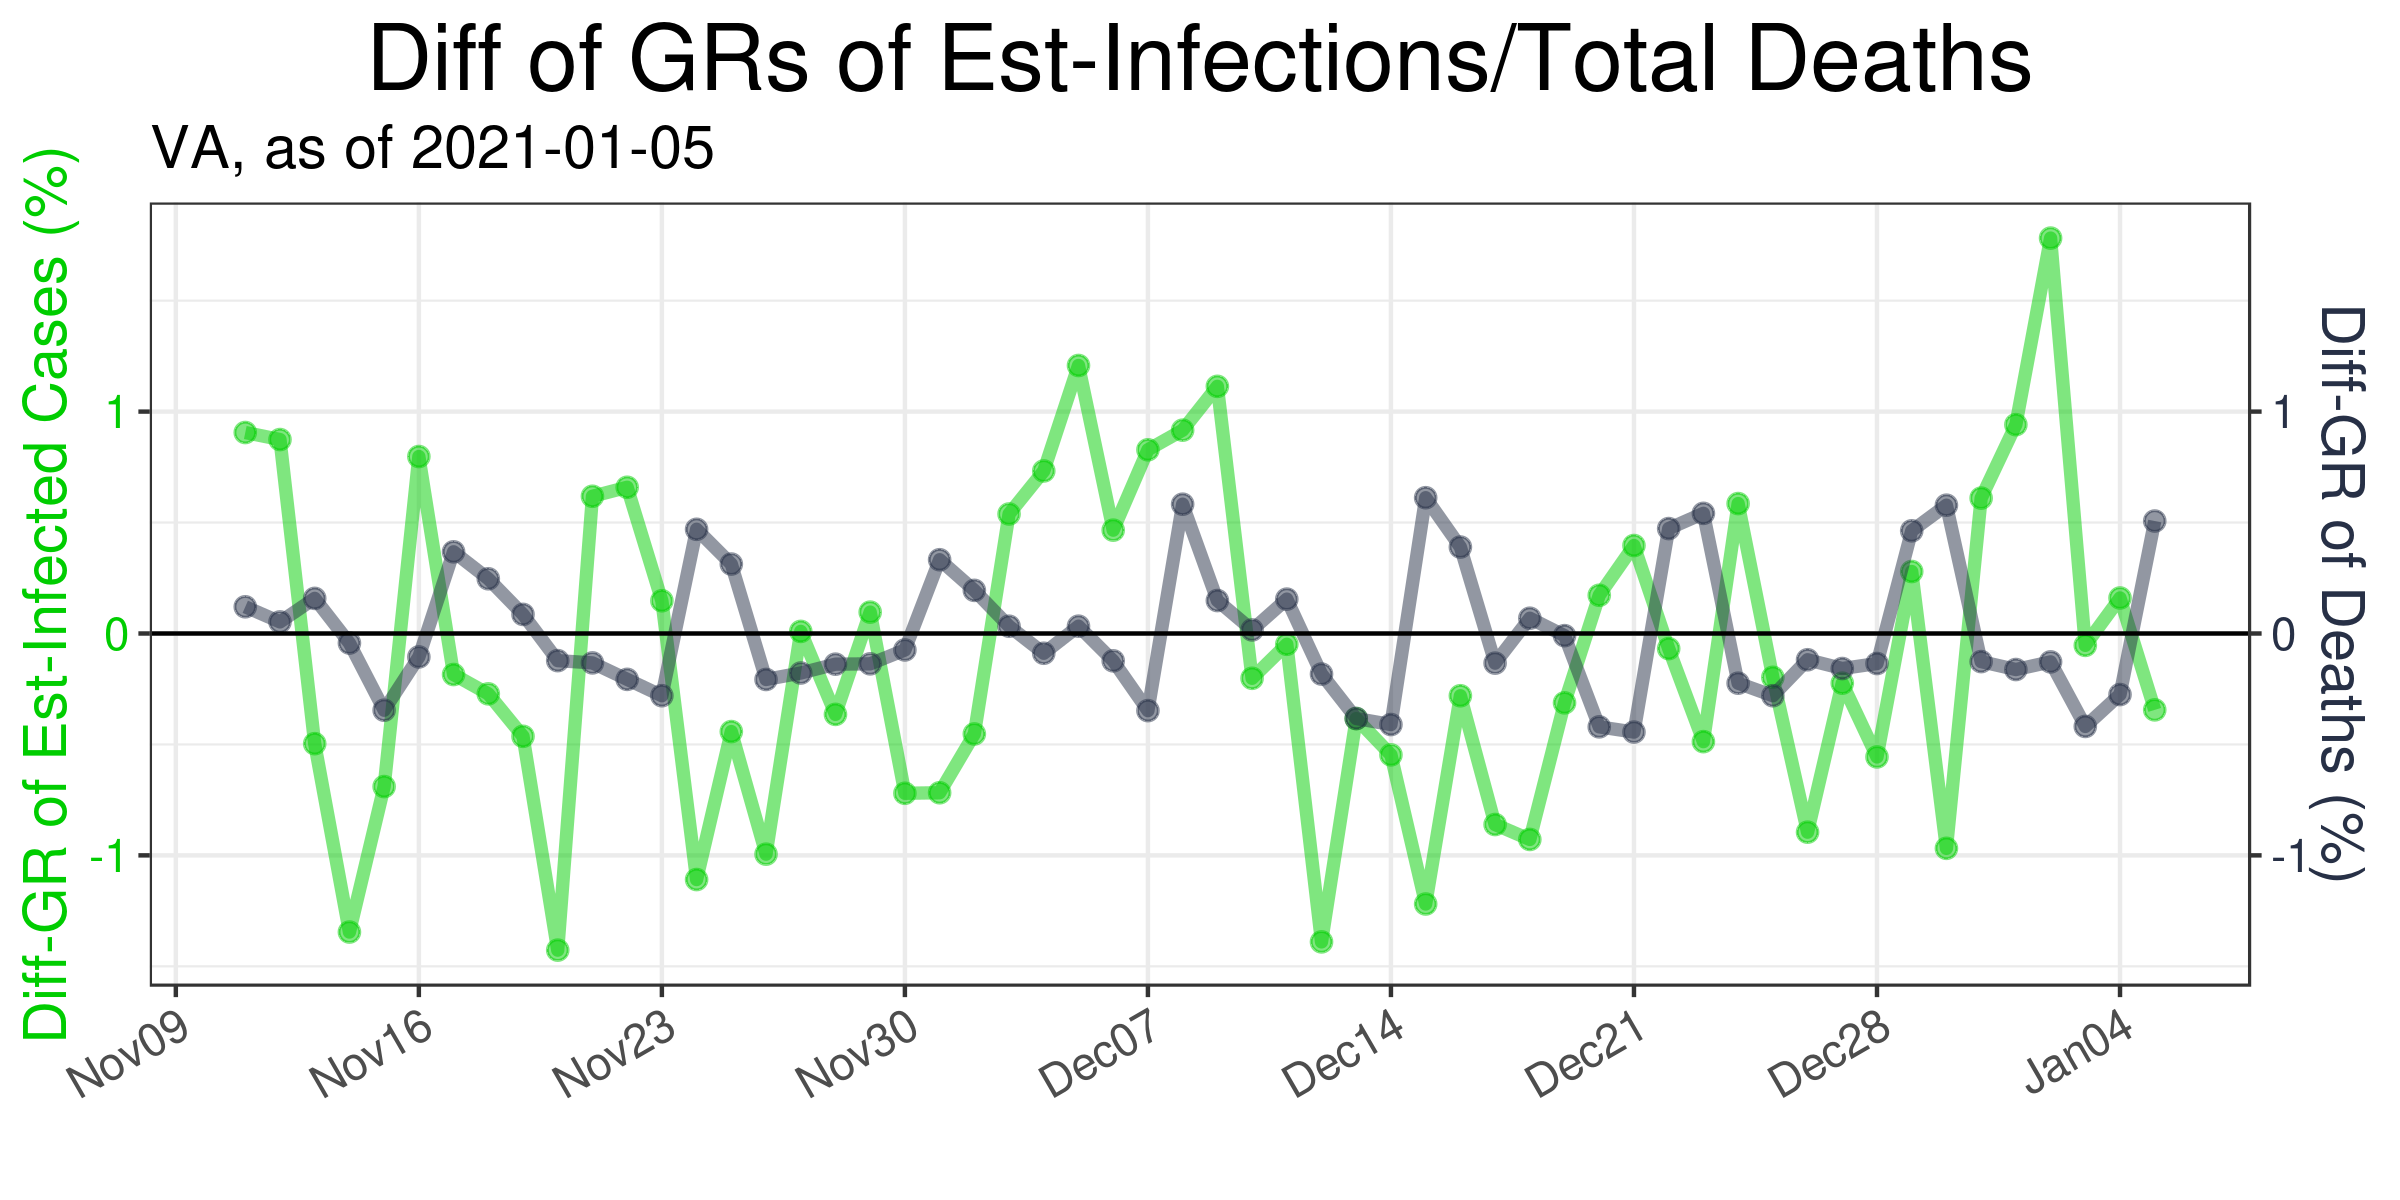 Diff of GRs of Est-Infections/Total Deaths
VA, as of 2021-01-05
Diff-GR of Est-Infected Cases (%)
1
0
-1
1
0
-1
Diff-GR of Deaths (%)
Nov09
Nov16
Nov23
Nov30
Dec07
Dec14
Dec21
Dec28
Jan04